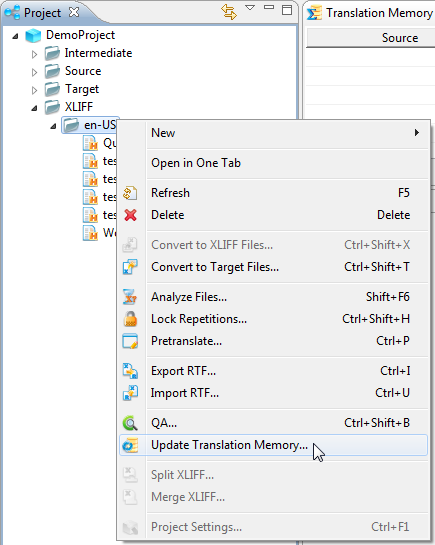 Project
Translation Memory
DemoProject
Source
Intermediate
Source
Target
XLIFF
en-US
Qu
tes
tes
tes
tes
We
New
Open in One Tab
Refresh F5
Delete Delete
Convert to XLIFF Files... Ctrl+Shift+X
Convert to Target Files... Ctrl+Shift+T
Analyze Files... Shift+F6
Lock Repetitions... Ctrl+Shift+H
Pretranslate... Ctrl+P
Export RTF... Ctrl+I
Import RTF... Ctrl+U
QA... Ctrl+Shift+B
Update Translation Memory...
Split XLIFF...
Merge XLIFF...
Project Settings... Ctrl+F1